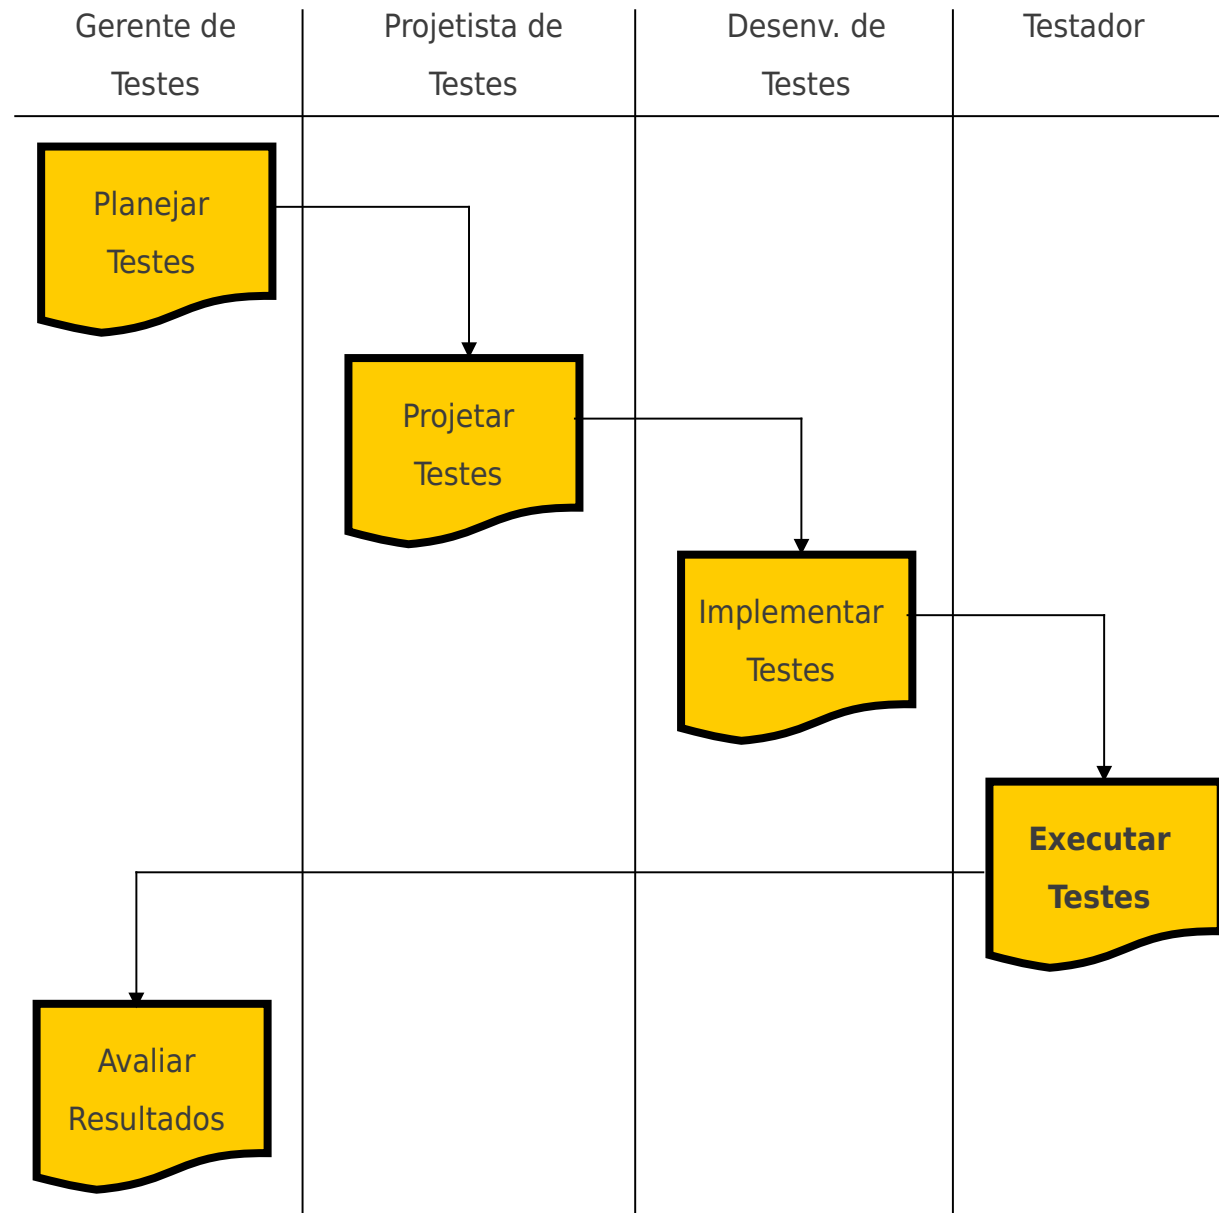 Gerente de
Testes
Projetista de
Testes
Desenv. de
Testes
Testador
Planejar
Testes
Projetar
Testes
Implementar
Testes
Executar
Testes
Avaliar
Resultados